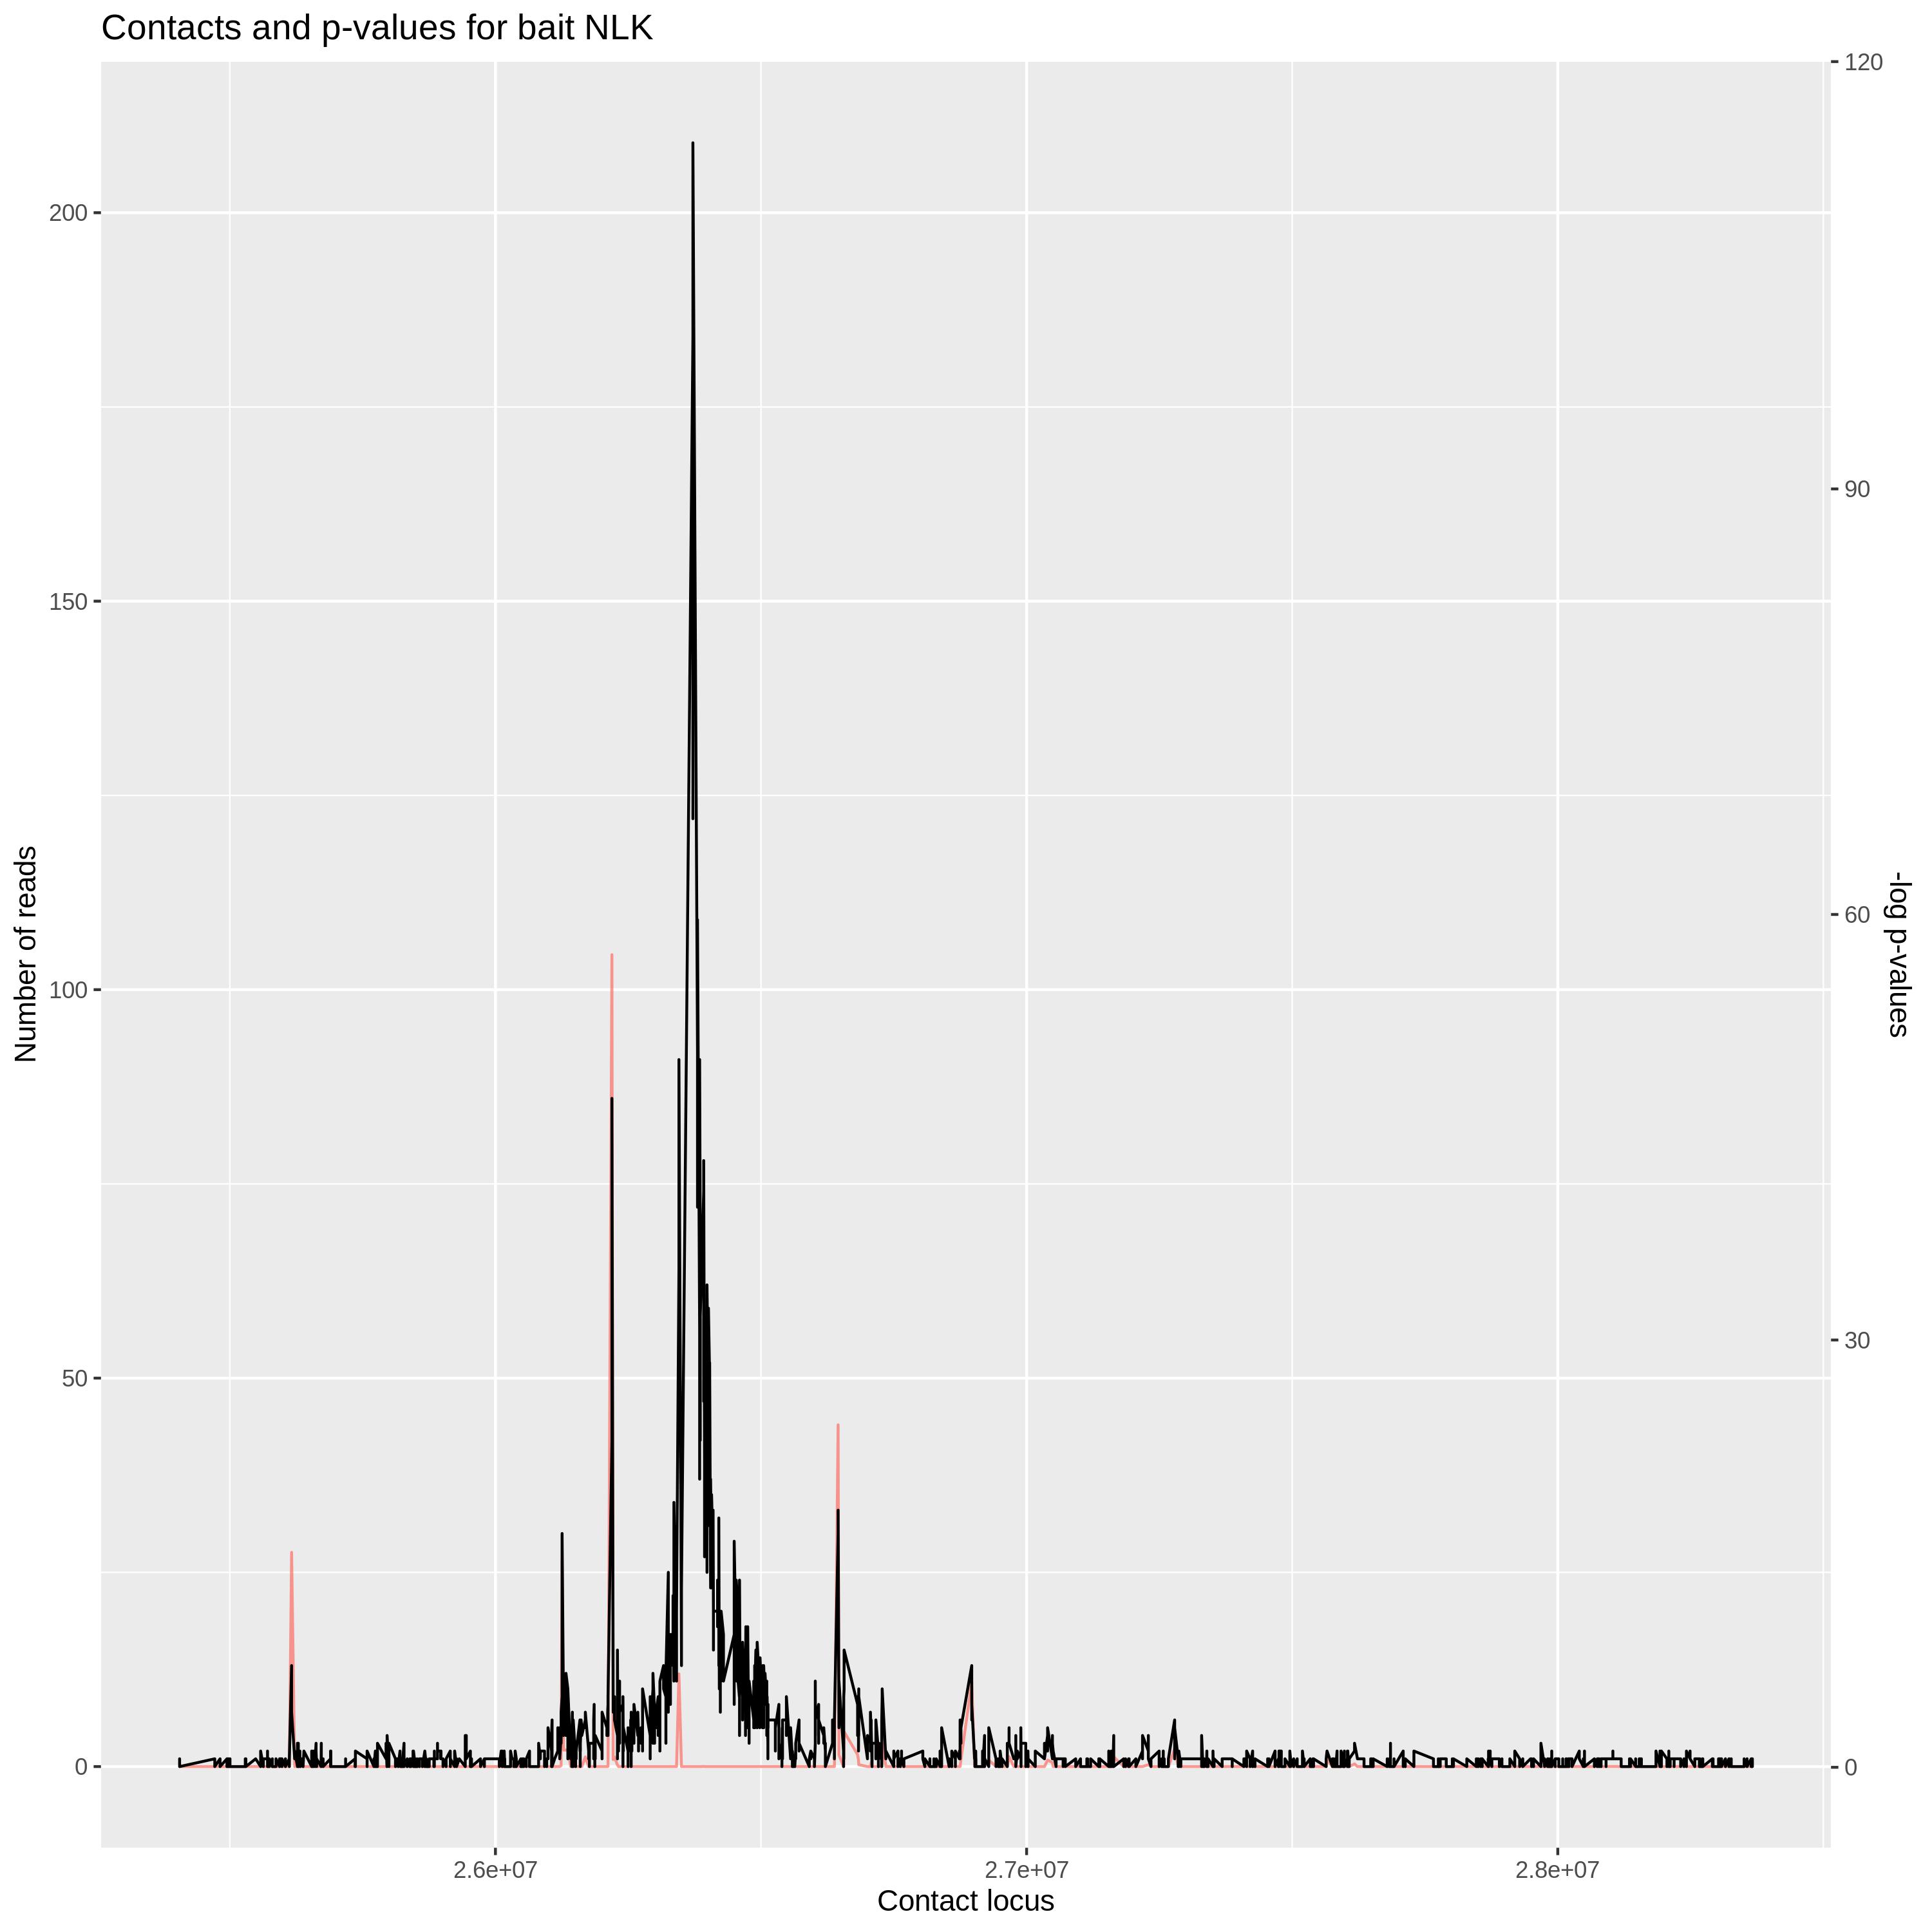 Contacts and p-values for bait NLK
120
200
90
150
Number of reads
60
-log p-values
100
30
50
0
0
2.6e+07
2.7e+07
2.8e+07
Contact locus